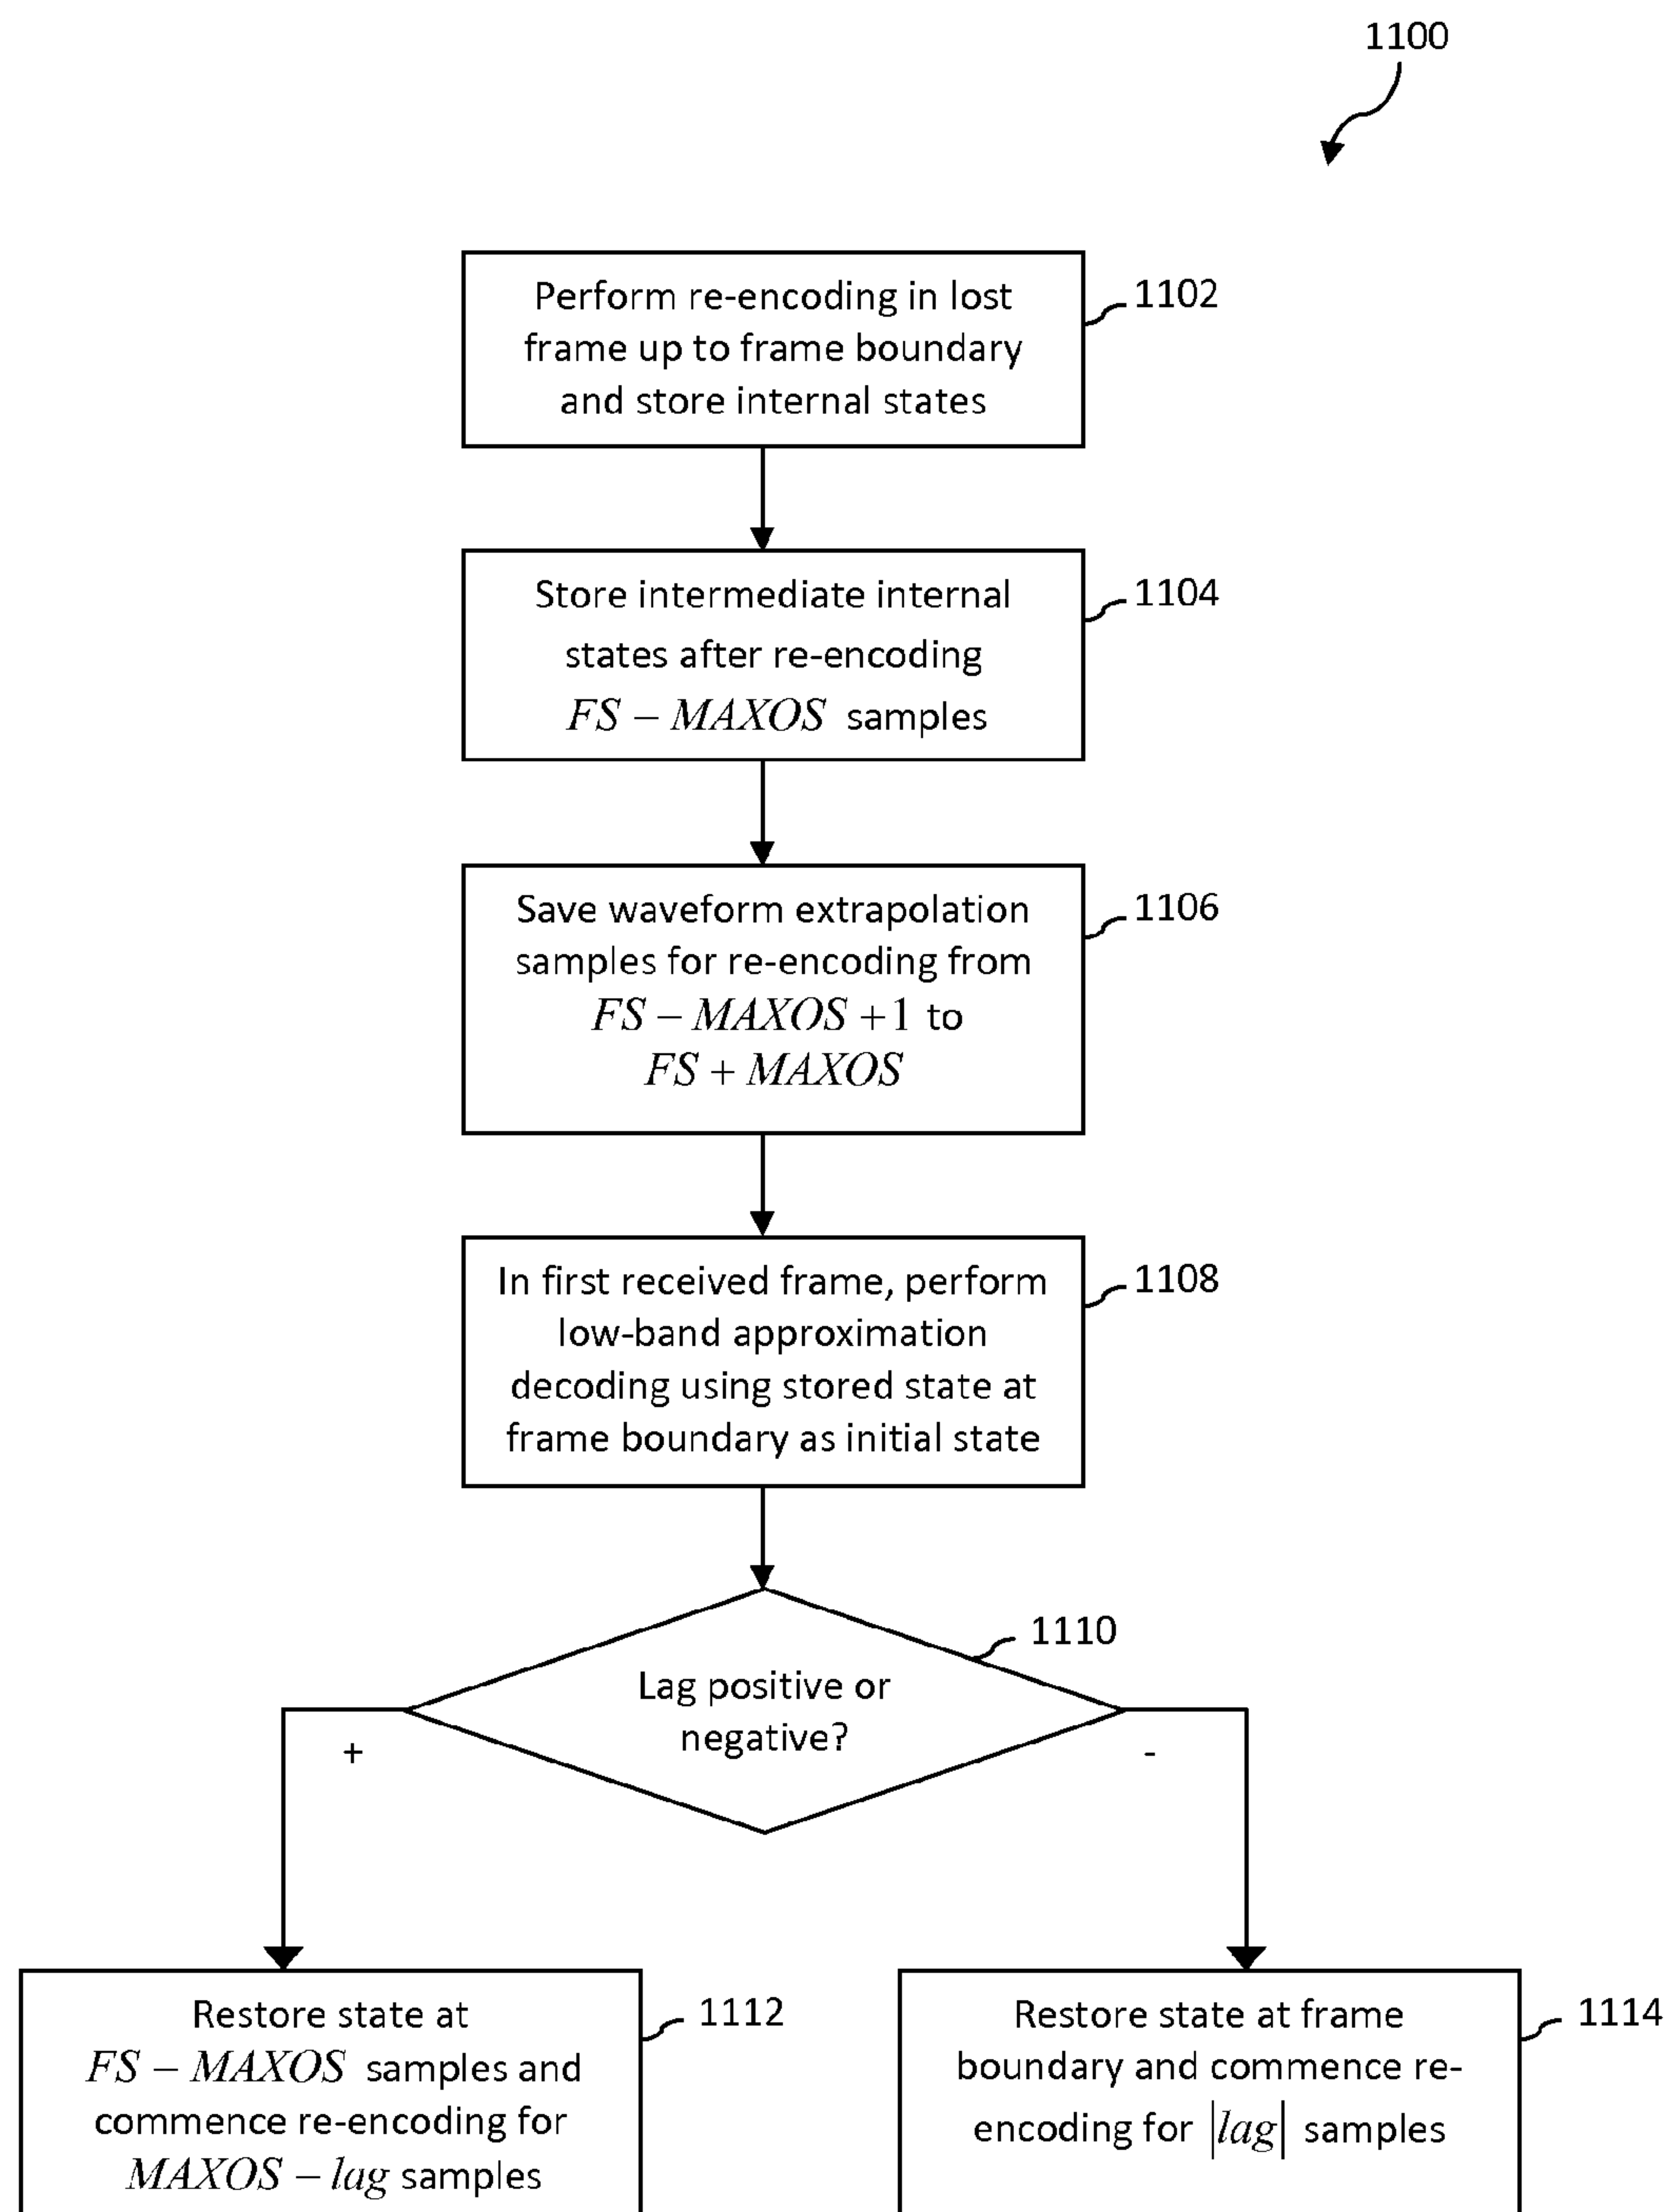 1100
Perform re-encoding in lost
frame up to frame boundary
and store internal states
1102
Store intermediate internal
states after re-encoding
FS – MAXOS samples
1104
Save waveform extrapolation
samples for re-encoding from
FS – MAXOS +1 to
FS + MAXOS
1106
In first received frame, perform
low-band approximation
decoding using stored state at
frame boundary as initial state
1108
Lag positive or
negative?
1110
+
-
Restore state at
FS – MAXOS samples and
commence re-encoding for
MAXOS – lag samples
1112
Restore state at frame
boundary and commence re-
encoding for |lag| samples
1114